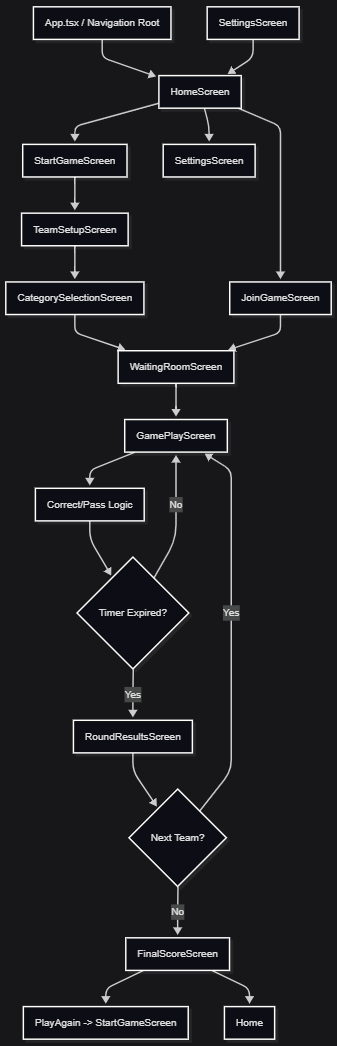 App.tsx / Navigation Root
SettingsScreen
HomeScreen
StartGameScreen
SettingsScreen
TeamSetupScreen
CategorySelectionScreen
JoinGameScreen
WaitingRoomScreen
GamePlayScreen
Correct/Pass Logic
No
Timer Expired?
Yes
Yes
RoundResultsScreen
Next Team?
No
FinalScoreScreen
PlayAgain -> StartGameScreen
Home